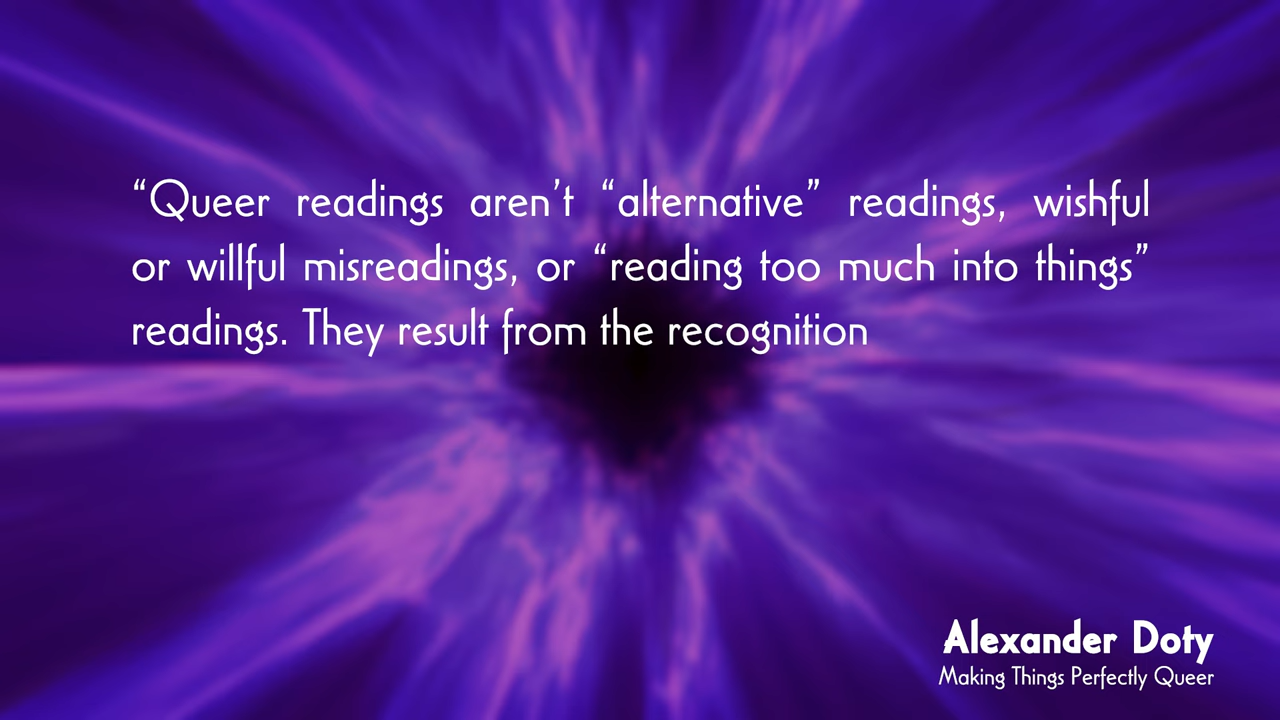 “Queer readings aren’t “alternative” readings, wishful
or willful misreadings, or “reading too much into things”
readings. They result from the recognition
Alexander Doty
Making Things Perfectly Queer